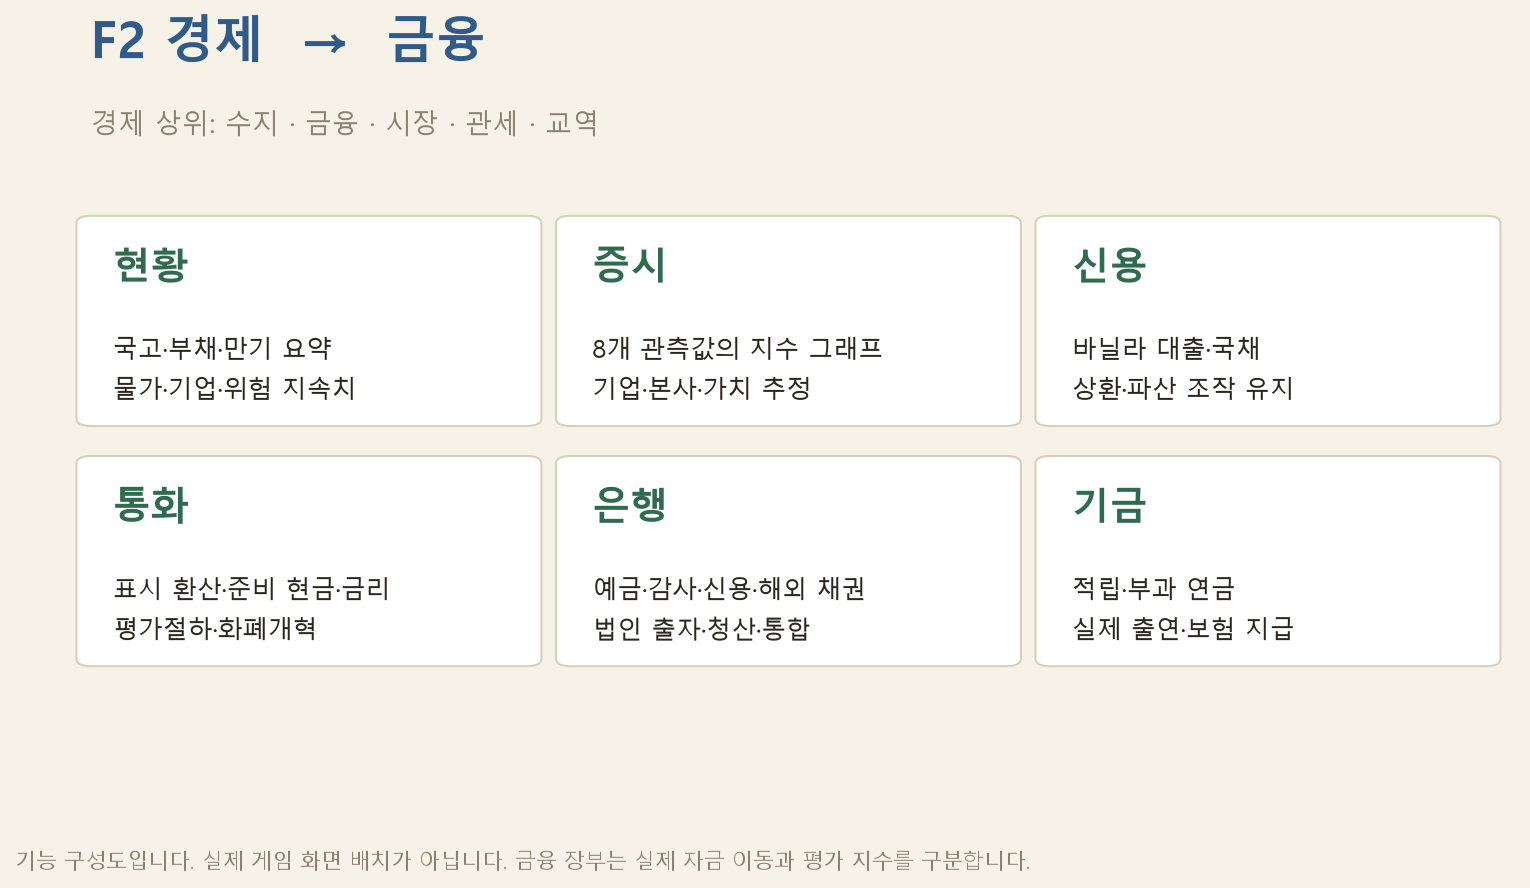 F2 경제 → 금융
경제 상위: 수지 · 금융 · 시장 · 관세 · 교역
현황
국고·부채·만기 요약
물가·기업·위험 지속치
증시
8개 관측값의 지수 그래프
기업·본사·가치 추정
신용
바닐라 대출·국채
상환·파산 조작 유지
통화
표시 환산·준비 현금·금리
평가절하·화폐개혁
은행
예금·감사·신용·해외 채권
법인 출자·청산·통합
기금
적립·부과 연금
실제 출연·보험 지급
기능 구성도입니다. 실제 게임 화면 배치가 아닙니다. 금융 장부는 실제 자금 이동과 평가 지수를 구분합니다.